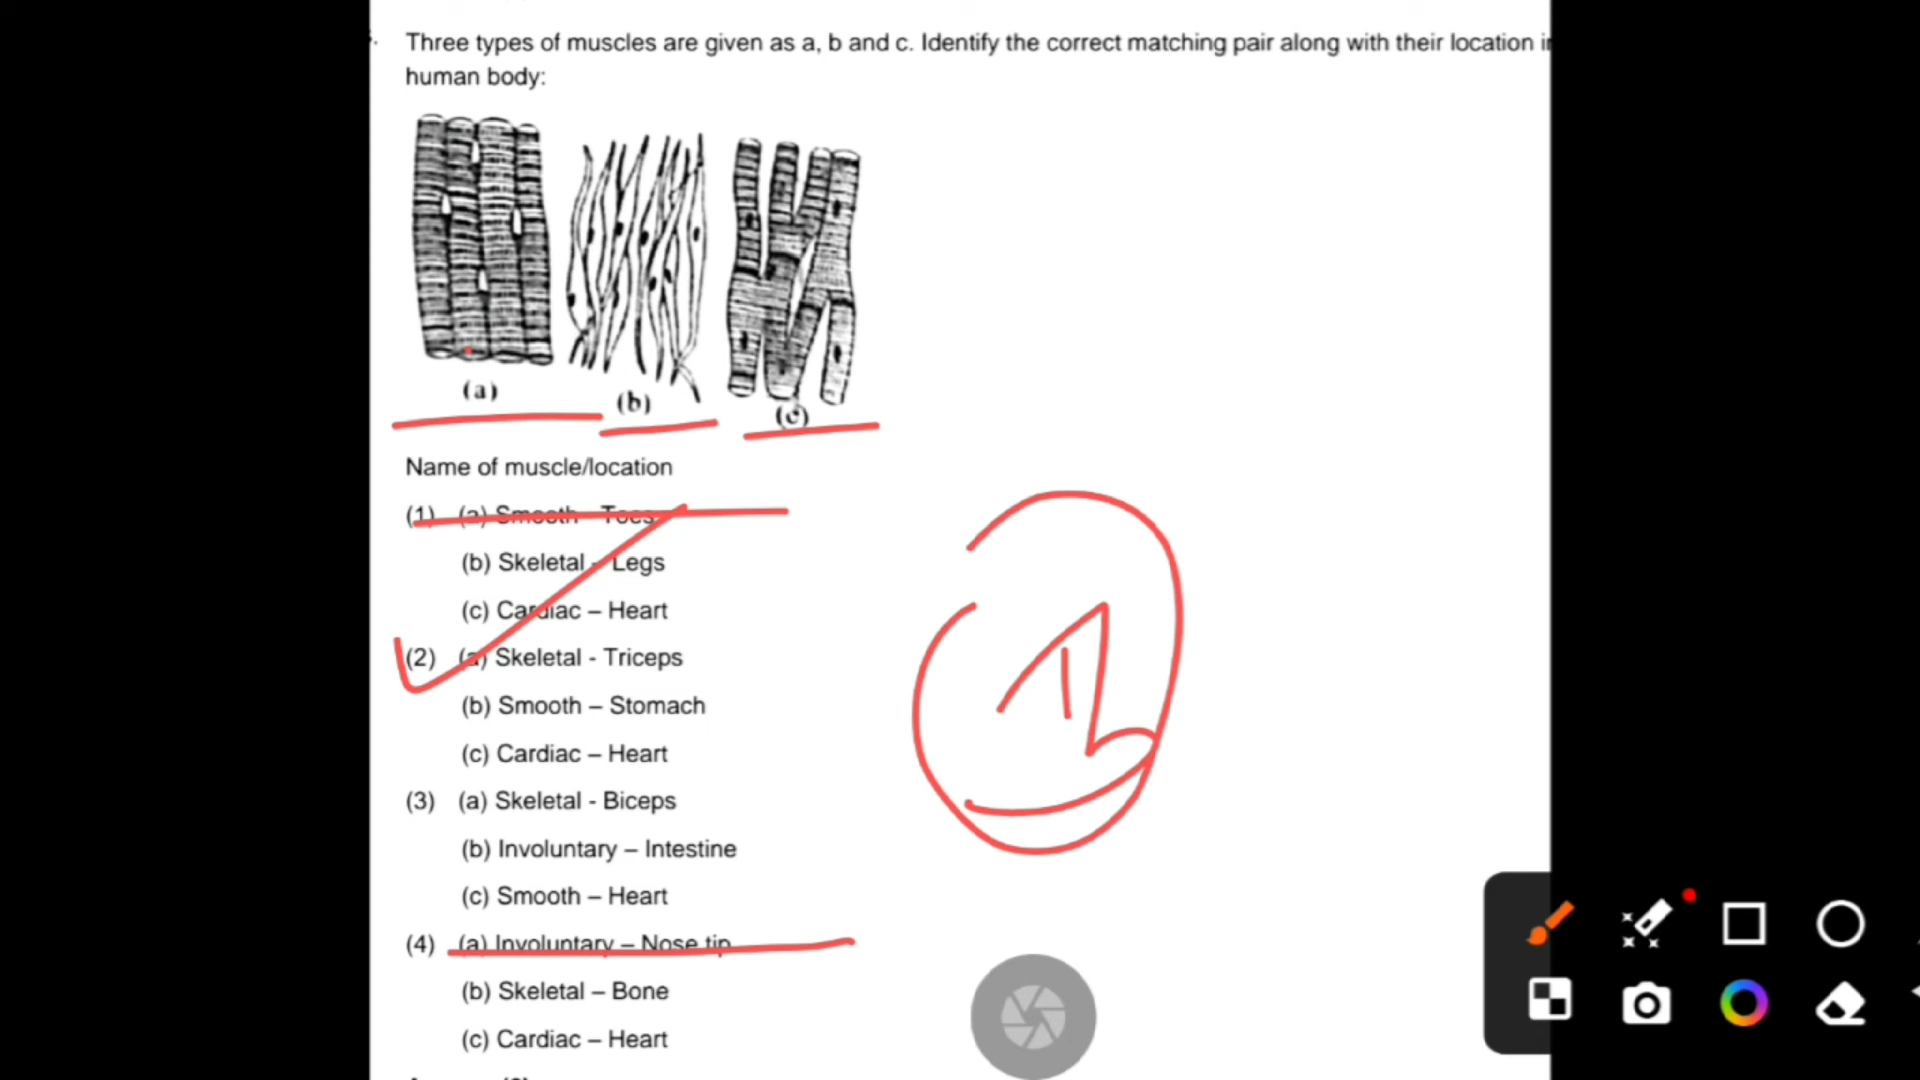 Three types of muscles are given as a, b and c. Identify the correct matching pair along with their location
human body:
(a)
(b)
(c)
Name of muscle/location
(1) (a) Smooth - Toes
(b) Skeletal - Legs
(c) Cardiac – Heart
(2) (a) Skeletal - Triceps
(b) Smooth – Stomach
(c) Cardiac – Heart
(3) (a) Skeletal - Biceps
(b) Involuntary – Intestine
(c) Smooth – Heart
(4) (a) Involuntary – Nose tip
(b) Skeletal – Bone
(c) Cardiac – Heart